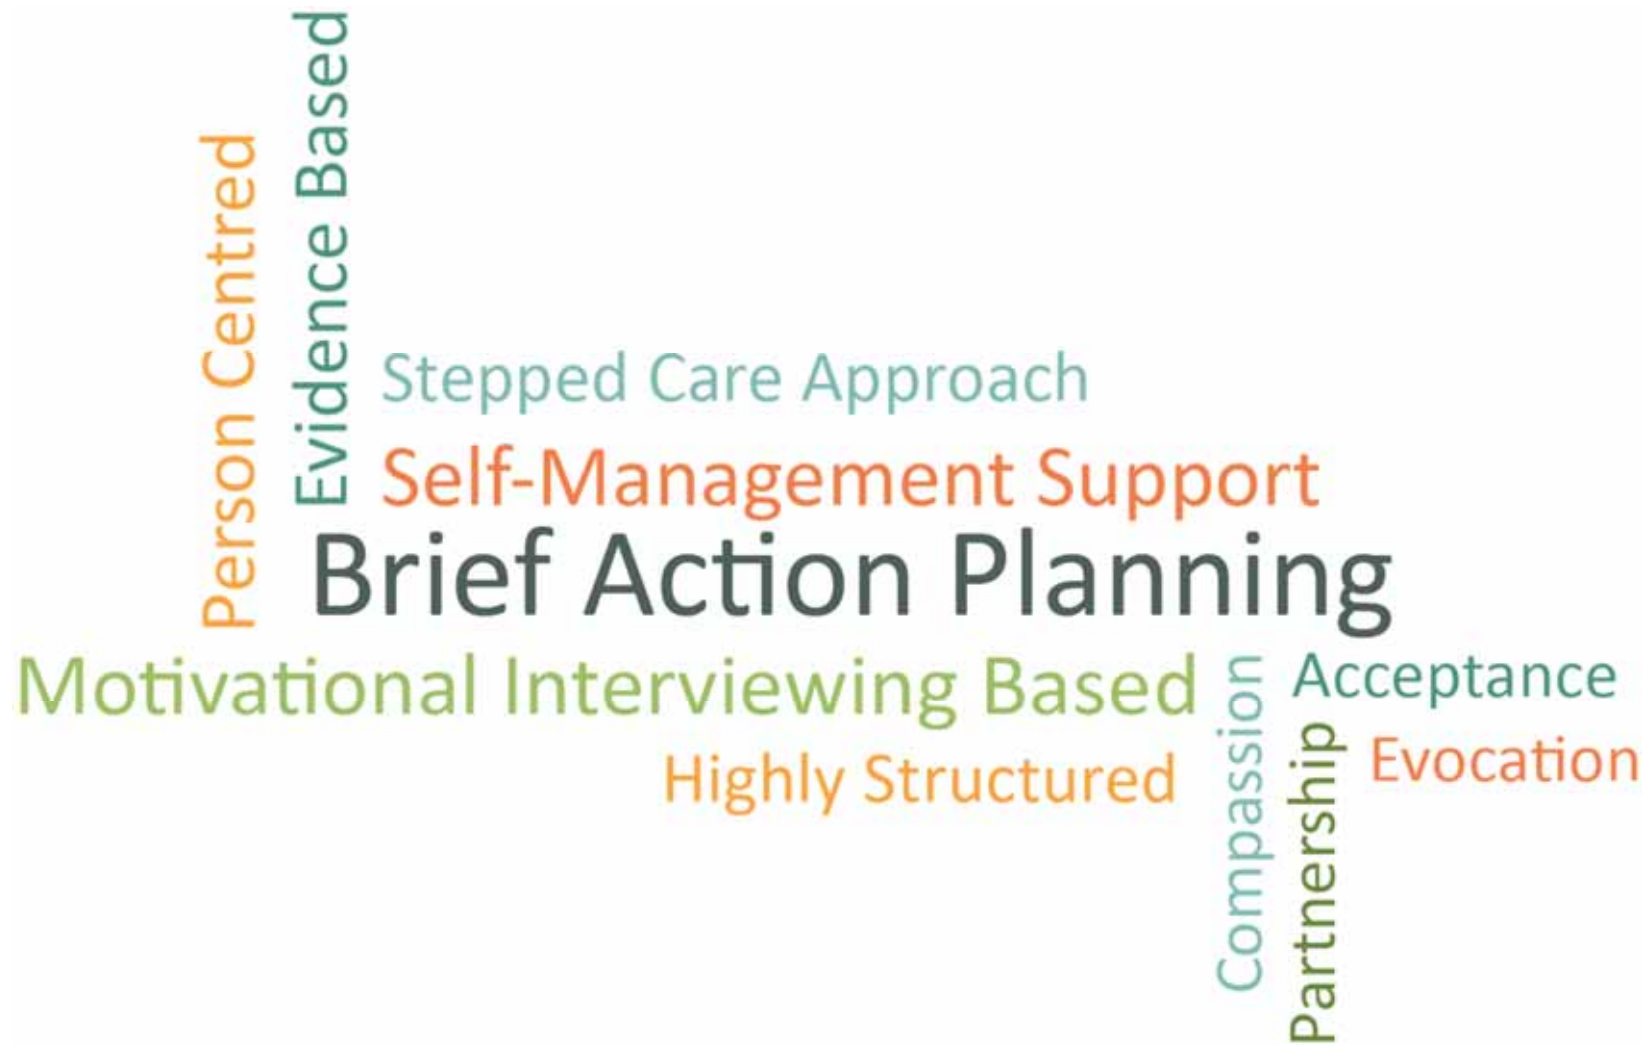 Person Centred
Evidence Based
Stepped Care Approach
Self-Management Support
Brief Action Planning
Motivational Interviewing Based
Highly Structured
Compassion
Partnership
Acceptance
Evocation